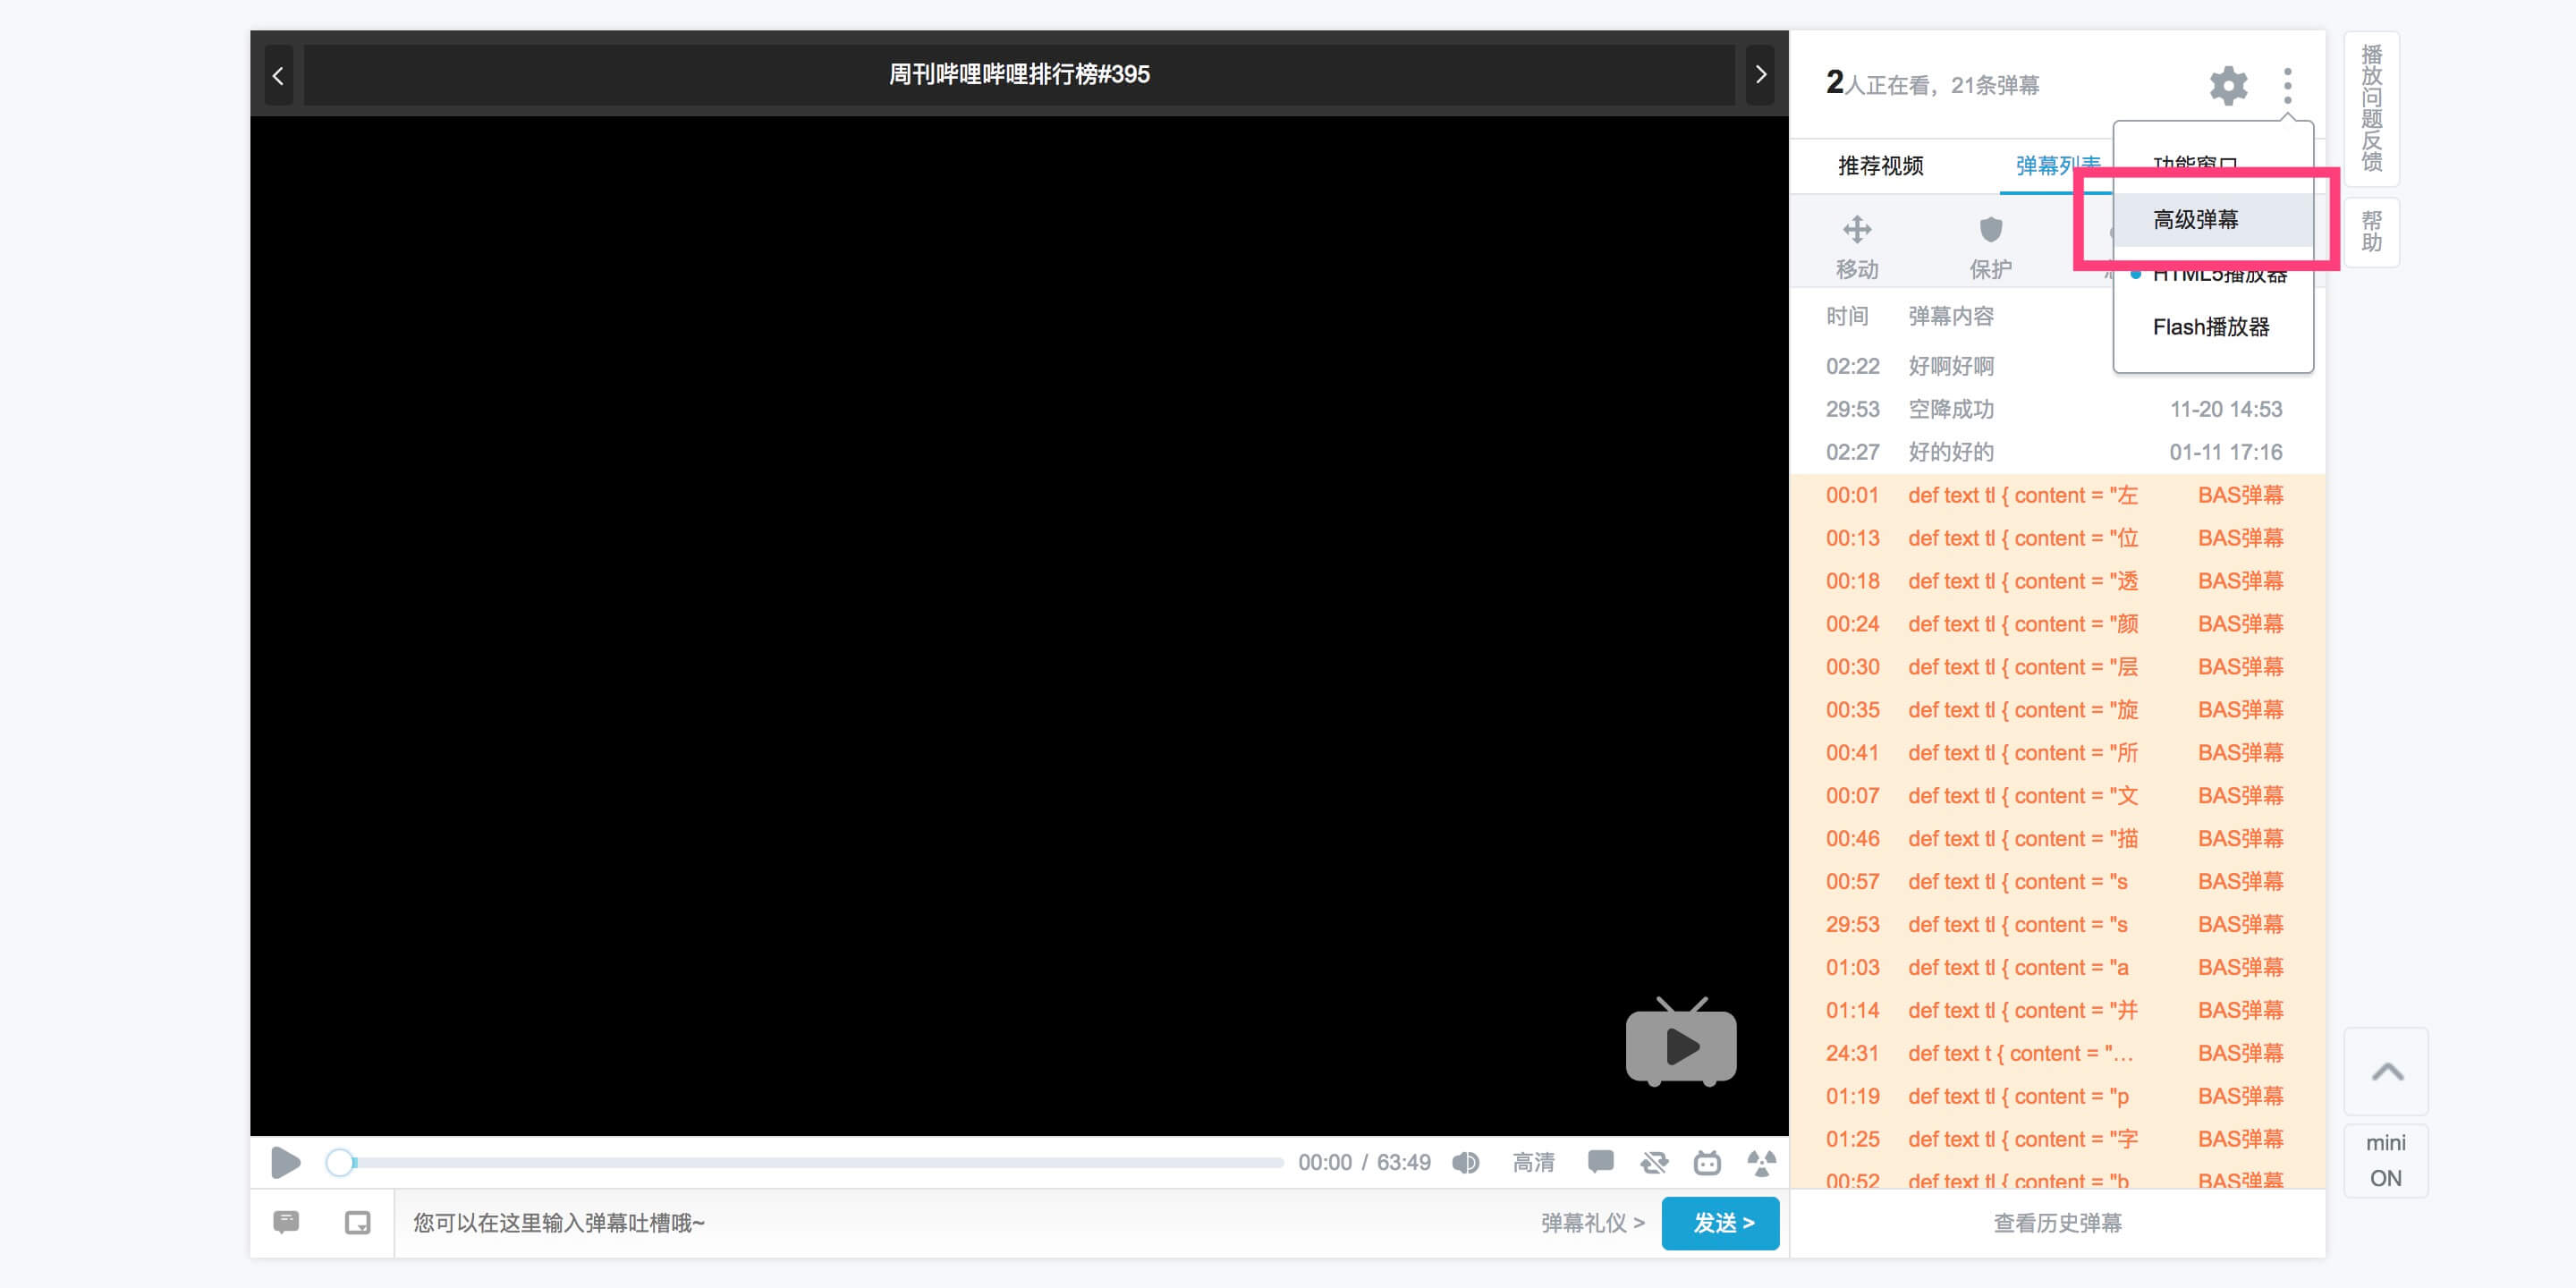 周刊哔哩哔哩排行榜#395
2人正在看，21条弹幕
推荐视频
弹幕列表
功能窗口
高级弹幕
HTML5播放器
Flash播放器
移动
保护
时间
弹幕内容
02:22 好啊好啊
29:53 空降成功 11-20 14:53
02:27 好的好的 01-11 17:16
00:01 def text tl { content = "左 BAS弹幕
00:13 def text tl { content = "位 BAS弹幕
00:18 def text tl { content = "透 BAS弹幕
00:24 def text tl { content = "颜 BAS弹幕
00:30 def text tl { content = "层 BAS弹幕
00:35 def text tl { content = "旋 BAS弹幕
00:41 def text tl { content = "所 BAS弹幕
00:07 def text tl { content = "文 BAS弹幕
00:46 def text tl { content = "描 BAS弹幕
00:57 def text tl { content = "s BAS弹幕
29:53 def text tl { content = "s BAS弹幕
01:03 def text tl { content = "a BAS弹幕
01:14 def text tl { content = "并 BAS弹幕
24:31 def text t { content = "... BAS弹幕
01:19 def text tl { content = "p BAS弹幕
01:25 def text tl { content = "字 BAS弹幕
00:52 def text tl { content = "b BAS弹幕
00:00 / 63:49
高清
您可以在这里输入弹幕吐槽哦~
弹幕礼仪 >
发送 >
查看历史弹幕
播放问题反馈
帮助
mini
ON